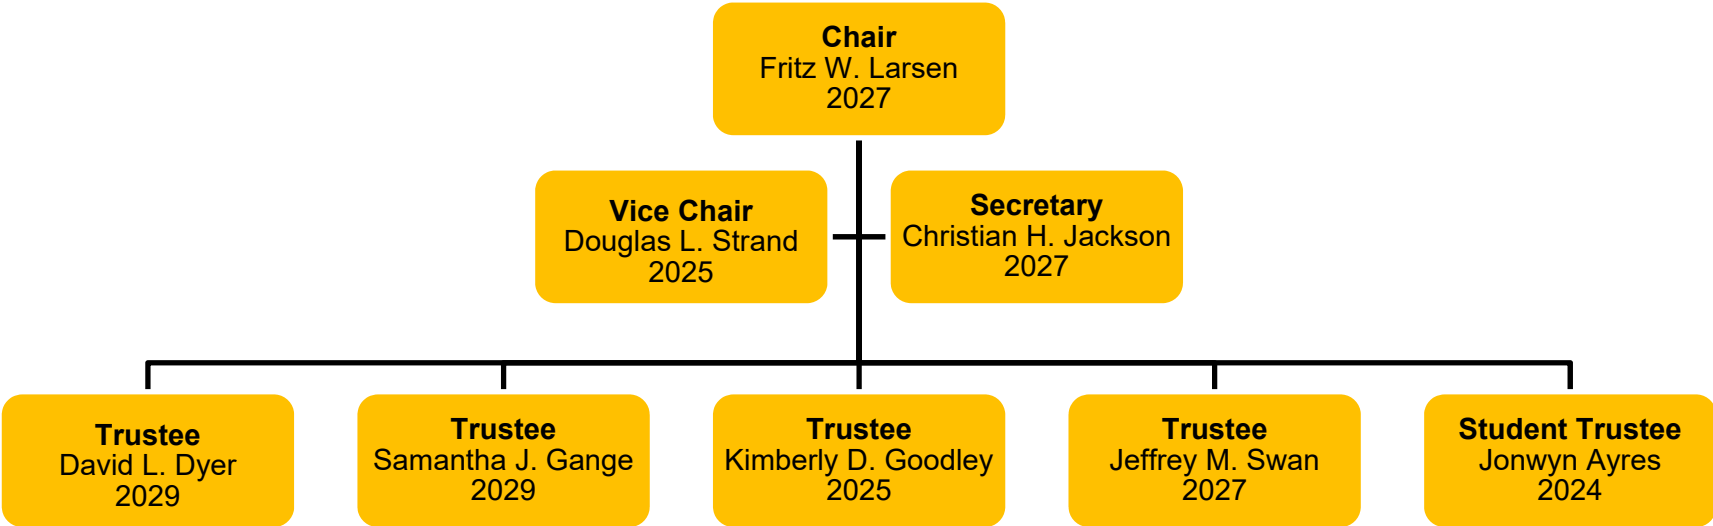 Chair
Fritz W. Larsen
2027
Vice Chair
Douglas L. Strand
2025
Secretary
Christian H. Jackson
2027
Trustee
David L. Dyer
2029
Trustee
Samantha J. Gange
2029
Trustee
Kimberly D. Goodley
2025
Trustee
Jeffrey M. Swan
2027
Student Trustee
Jonwyn Ayres
2024